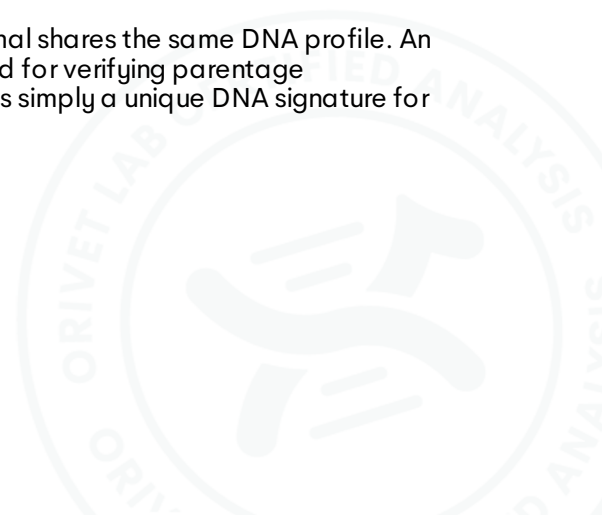 nal shares the same DNA profile. An
d for verifying parentage
s simply a unique DNA signature for
ORIVET LAB CERTIFIED ANALYSIS